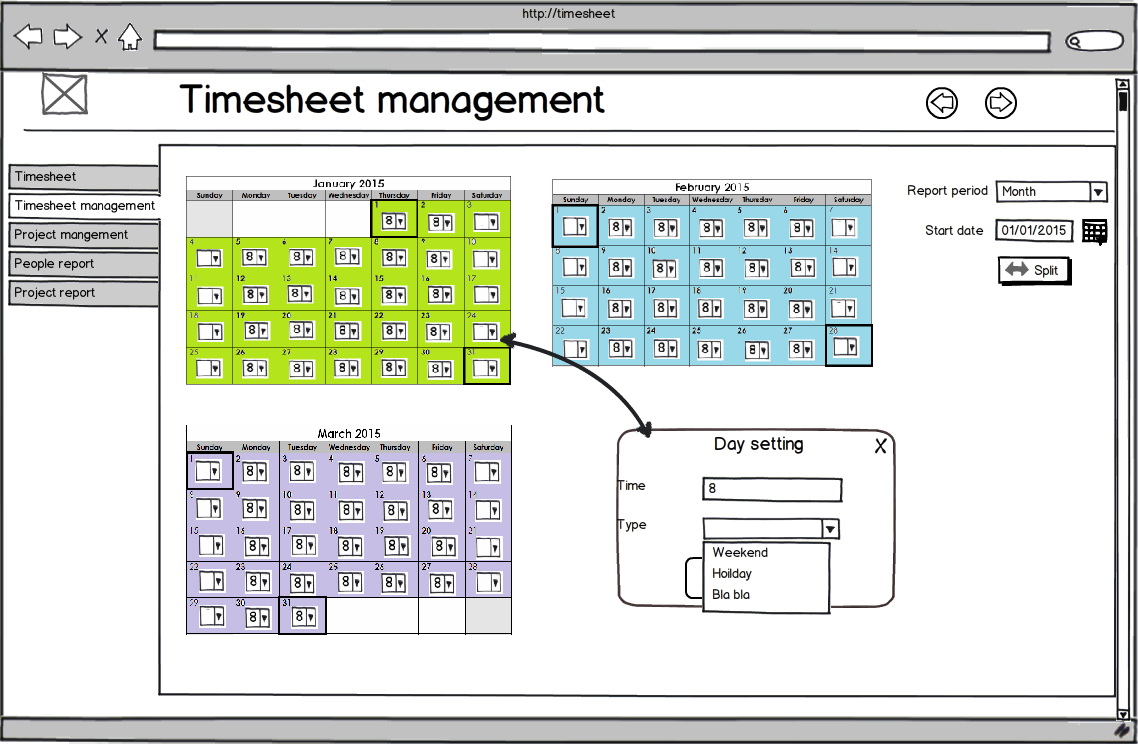 http://timesheet
Timesheet management
Timesheet
Timesheet management
Project mangement
People report
Project report
January 2015
Sunday Monday Tuesday Wednesday Thursday Friday Saturday
1 8 2 8 3
4 5 8 6 8 7 8 8 8 9 8 10
11 12 8 13 8 14 8 15 8 16 8 17
18 19 8 20 8 21 8 22 8 23 8 24
25 26 8 27 8 28 8 29 8 30 8 31
February 2015
Sunday Monday Tuesday Wednesday Thursday Friday Saturday
1 2 8 3 8 4 8 5 8 6 8 7
8 9 8 10 8 11 8 12 8 13 8 14
15 16 8 17 8 18 8 19 8 20 8 21
22 23 8 24 8 25 8 26 8 27 8 28
Report period Month
Start date 01/01/2015
Split
March 2015
Sunday Monday Tuesday Wednesday Thursday Friday Saturday
1 2 8 3 8 4 8 5 8 6 8 7
8 9 8 10 8 11 8 12 8 13 8 14
15 16 8 17 8 18 8 19 8 20 8 21
22 23 8 24 8 25 8 26 8 27 8 28
29 30 8 31 8
Day setting X
Time 8
Type
Weekend
Hoilday
Bla bla